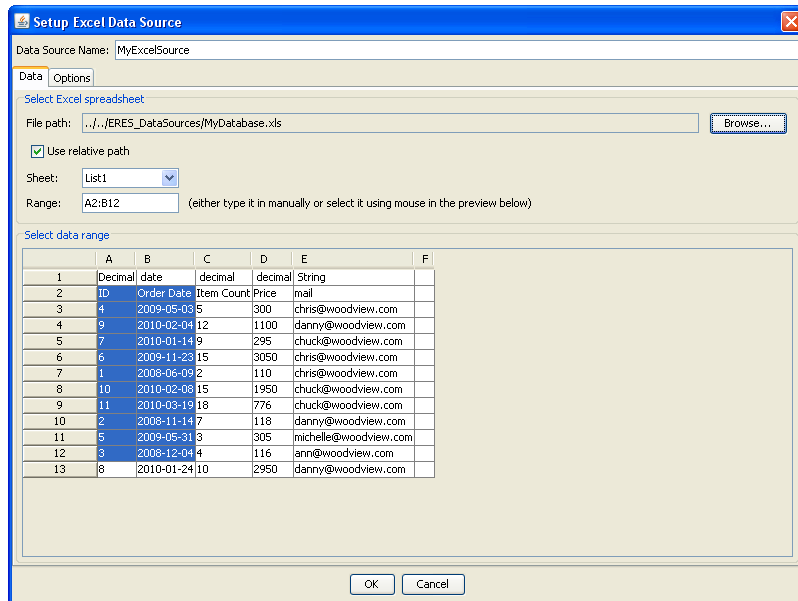 Setup Excel Data Source
Data Source Name: MyExcelSource
Data Options
Select Excel spreadsheet
File path: ../../ERES_DataSources/MyDatabase.xls Browse...
Use relative path
Sheet: List1
Range: A2:B12 (either type it in manually or select it using mouse in the preview below)
Select data range
A B C D E F
1 Decimal date decimal decimal String
2 ID Order Date Item Count Price mail
3 4 2009-05-03 5 300 chris@woodview.com
4 9 2010-02-04 12 1100 danny@woodview.com
5 7 2010-01-14 9 295 chuck@woodview.com
6 6 2009-11-23 15 3050 chris@woodview.com
7 1 2008-06-09 2 110 chris@woodview.com
8 10 2010-02-08 15 1950 chuck@woodview.com
9 11 2010-03-19 18 776 chuck@woodview.com
10 2 2008-11-14 7 118 danny@woodview.com
11 5 2009-05-31 3 305 michelle@woodview.com
12 3 2008-12-04 4 116 ann@woodview.com
13 8 2010-01-24 10 2950 danny@woodview.com
OK Cancel